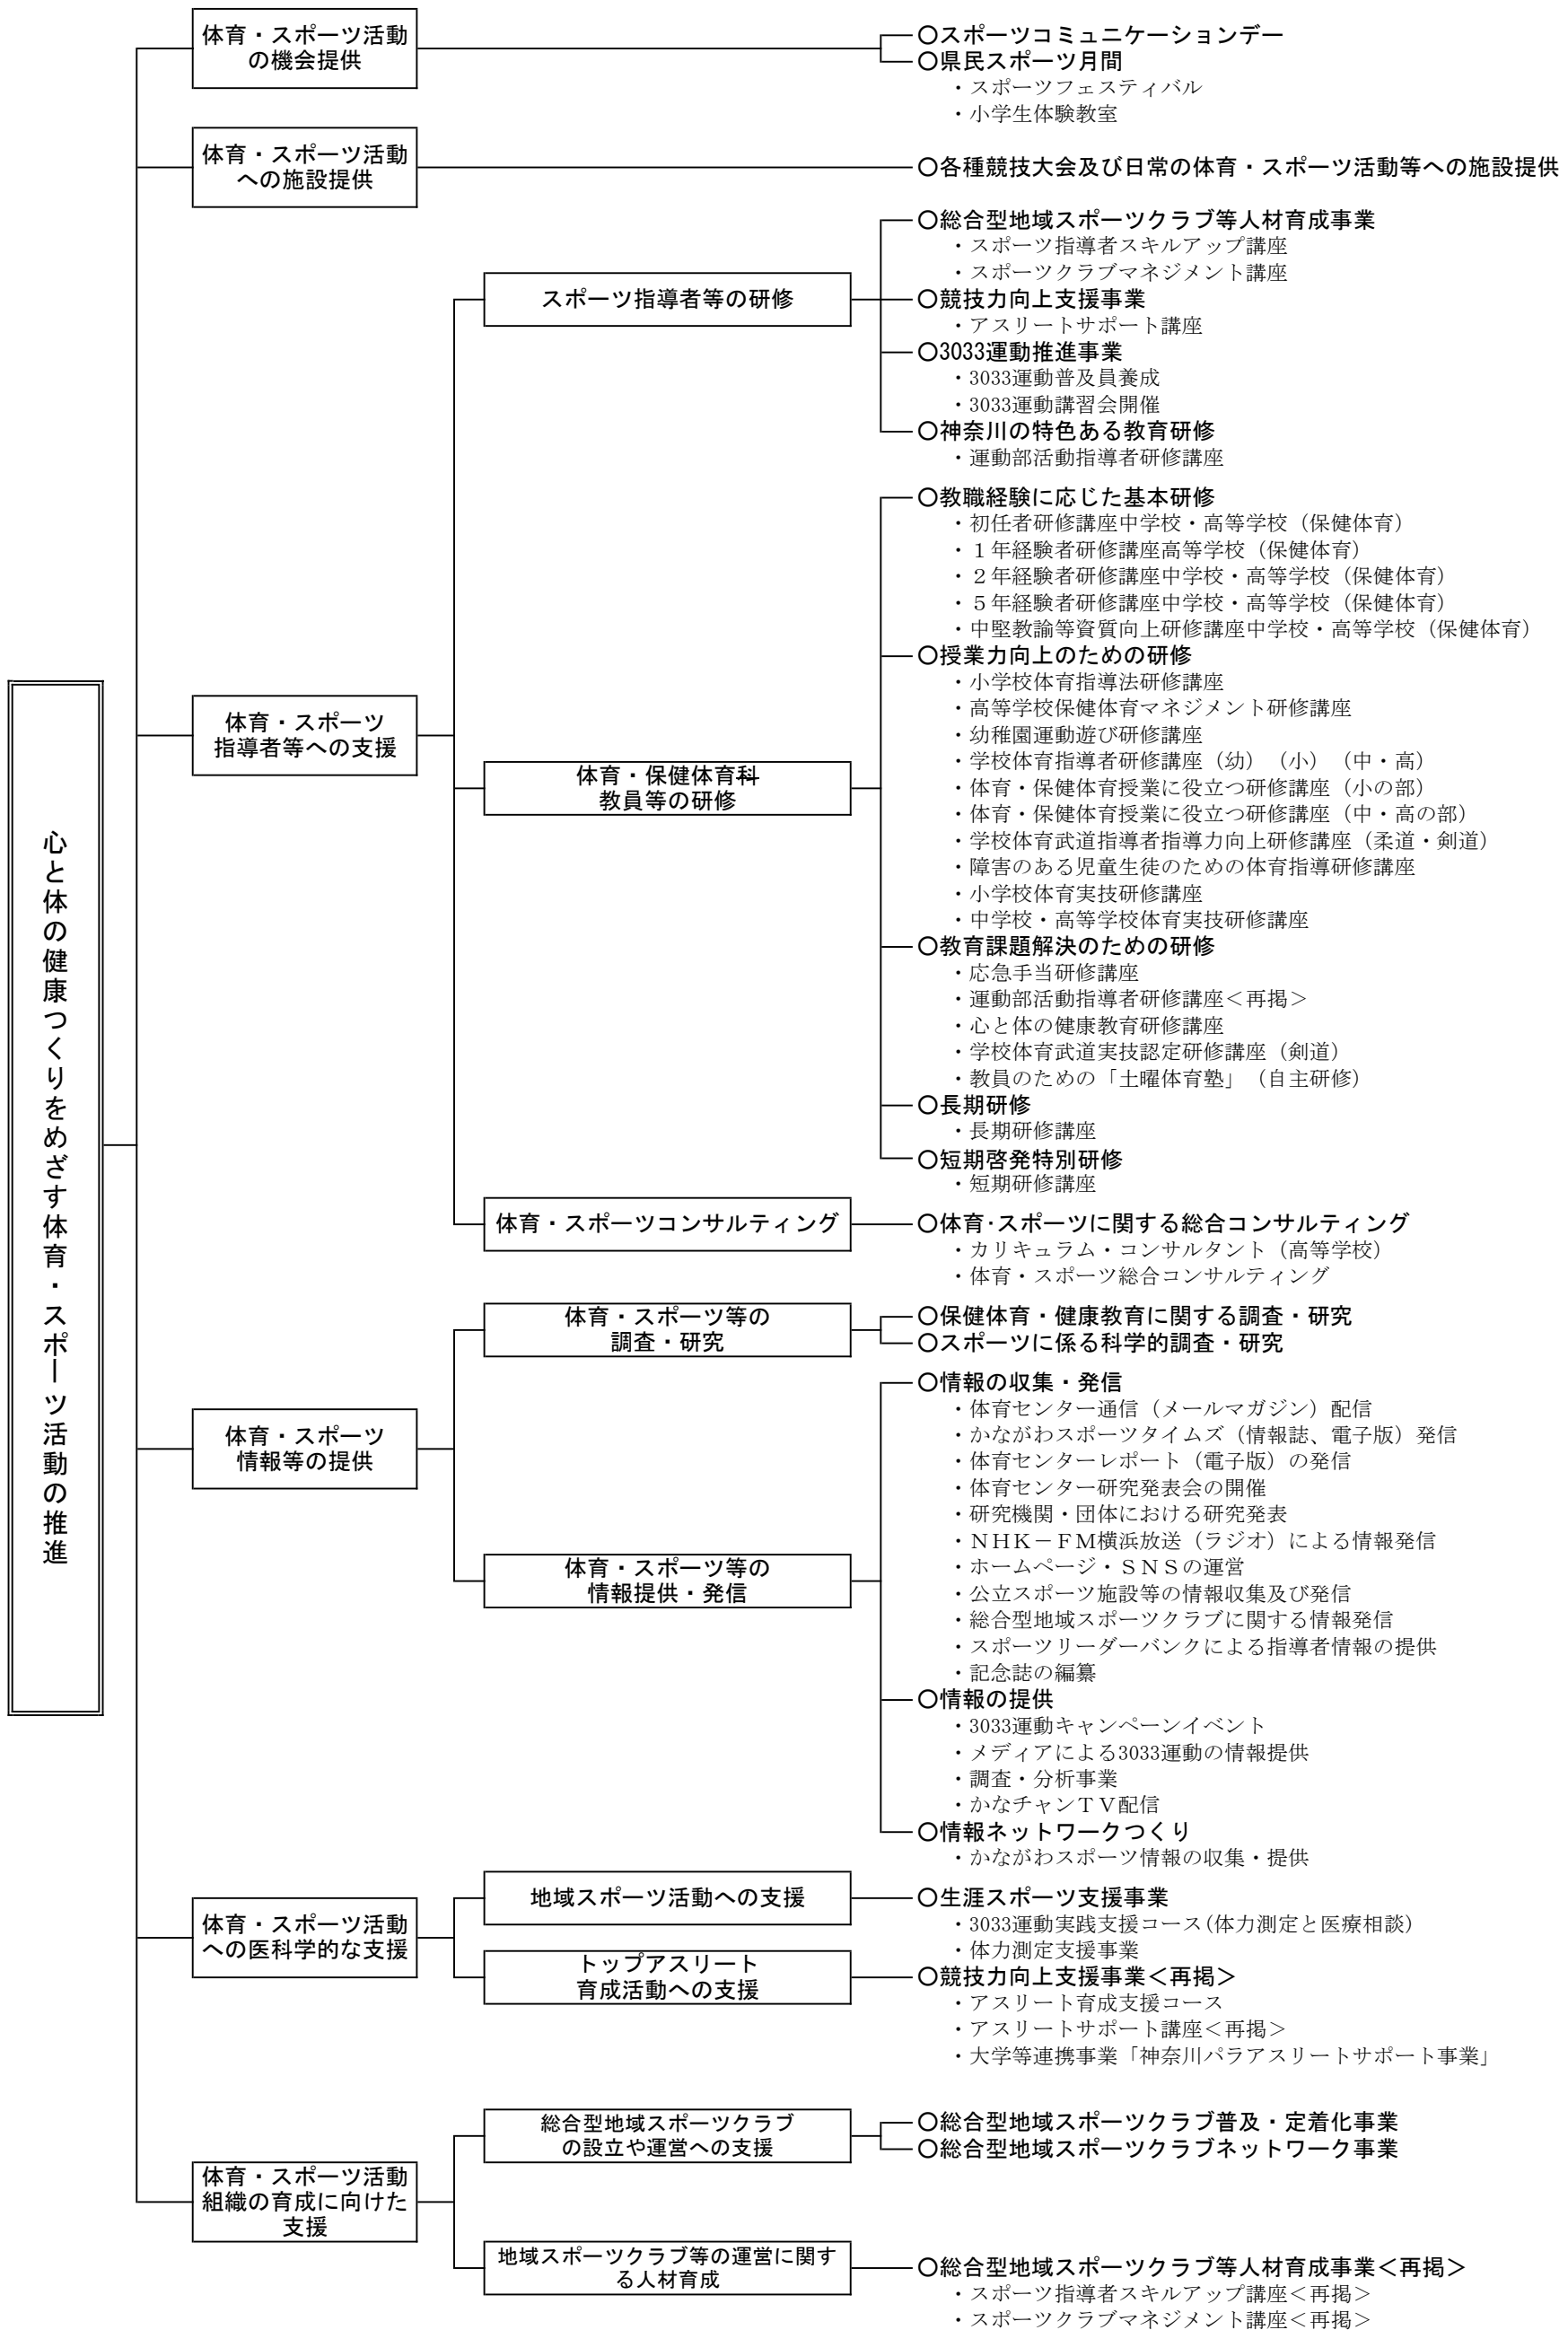 心と体の健康つくりをめざす体育・スポーツ活動の推進
体育・スポーツ活動
の機会提供
○スポーツコミュニケーションデー
○県民スポーツ月間
・スポーツフェスティバル
・小学生体験教室
体育・スポーツ活動
への施設提供
○各種競技大会及び日常の体育・スポーツ活動等への施設提供
体育・スポーツ
指導者等への支援
スポーツ指導者等の研修
○総合型地域スポーツクラブ等人材育成事業
・スポーツ指導者スキルアップ講座
・スポーツクラブマネジメント講座
○競技力向上支援事業
・アスリートサポート講座
○3033運動推進事業
・3033運動普及員養成
・3033運動講習会開催
○神奈川の特色ある教育研修
・運動部活動指導者研修講座
体育・保健体育科
教員等の研修
○教職経験に応じた基本研修
・初任者研修講座中学校・高等学校（保健体育）
・１年経験者研修講座高等学校（保健体育）
・２年経験者研修講座中学校・高等学校（保健体育）
・５年経験者研修講座中学校・高等学校（保健体育）
・中堅教諭等資質向上研修講座中学校・高等学校（保健体育）
○授業力向上のための研修
・小学校体育指導法研修講座
・高等学校保健体育マネジメント研修講座
・幼稚園運動遊び研修講座
・学校体育指導者研修講座（幼）（小）（中・高）
・体育・保健体育授業に役立つ研修講座（小の部）
・体育・保健体育授業に役立つ研修講座（中・高の部）
・学校体育武道指導者指導力向上研修講座（柔道・剣道）
・障害のある児童生徒のための体育指導研修講座
・小学校体育実技研修講座
・中学校・高等学校体育実技研修講座
○教育課題解決のための研修
・応急手当研修講座
・運動部活動指導者研修講座＜再掲＞
・心と体の健康教育研修講座
・学校体育武道実技認定研修講座（剣道）
・教員のための「土曜体育塾」（自主研修）
○長期研修
・長期研修講座
○短期啓発特別研修
・短期研修講座
体育・スポーツコンサルティング
○体育･スポーツに関する総合コンサルティング
・カリキュラム・コンサルタント（高等学校）
・体育・スポーツ総合コンサルティング
体育・スポーツ
情報等の提供
体育・スポーツ等の
調査・研究
○保健体育・健康教育に関する調査・研究
○スポーツに係る科学的調査・研究
体育・スポーツ等の
情報提供・発信
○情報の収集・発信
・体育センター通信（メールマガジン）配信
・かながわスポーツタイムズ（情報誌、電子版）発信
・体育センターレポート（電子版）の発信
・体育センター研究発表会の開催
・研究機関・団体における研究発表
・ＮＨＫ－ＦＭ横浜放送（ラジオ）による情報発信
・ホームページ・ＳＮＳの運営
・公立スポーツ施設等の情報収集及び発信
・総合型地域スポーツクラブに関する情報発信
・スポーツリーダーバンクによる指導者情報の提供
・記念誌の編纂
○情報の提供
・3033運動キャンペーンイベント
・メディアによる3033運動の情報提供
・調査・分析事業
・かなチャンＴＶ配信
○情報ネットワークつくり
・かながわスポーツ情報の収集・提供
体育・スポーツ活動
への医科学的な支援
地域スポーツ活動への支援
○生涯スポーツ支援事業
・3033運動実践支援コース(体力測定と医療相談)
・体力測定支援事業
トップアスリート
育成活動への支援
○競技力向上支援事業＜再掲＞
・アスリート育成支援コース
・アスリートサポート講座＜再掲＞
・大学等連携事業「神奈川パラアスリートサポート事業」
体育・スポーツ活動
組織の育成に向けた
支援
総合型地域スポーツクラブ
の設立や運営への支援
○総合型地域スポーツクラブ普及・定着化事業
○総合型地域スポーツクラブネットワーク事業
地域スポーツクラブ等の運営に関す
る人材育成
○総合型地域スポーツクラブ等人材育成事業＜再掲＞
・スポーツ指導者スキルアップ講座＜再掲＞
・スポーツクラブマネジメント講座＜再掲＞